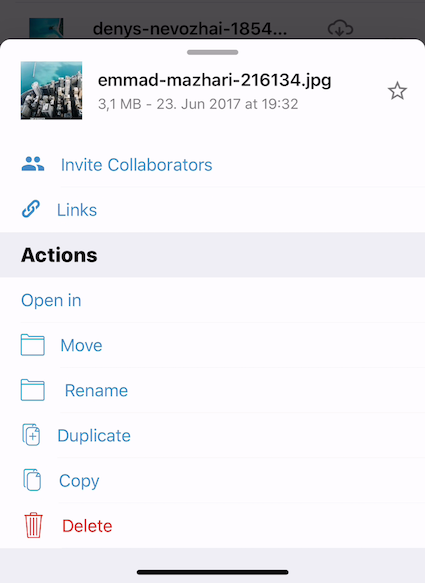 denys-nevozhai-1854...
emmad-mazhari-216134.jpg
3,1 MB - 23. Jun 2017 at 19:32
Invite Collaborators
Links
Actions
Open in
Move
Rename
Duplicate
Copy
Delete